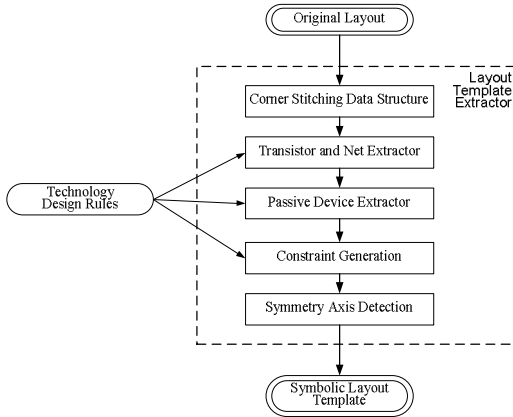 Original Layout
Layout
Template
Extractor
Corner Stitching Data Structure
Transistor and Net Extractor
Technology
Design Rules
Passive Device Extractor
Constraint Generation
Symmetry Axis Detection
Symbolic Layout
Template